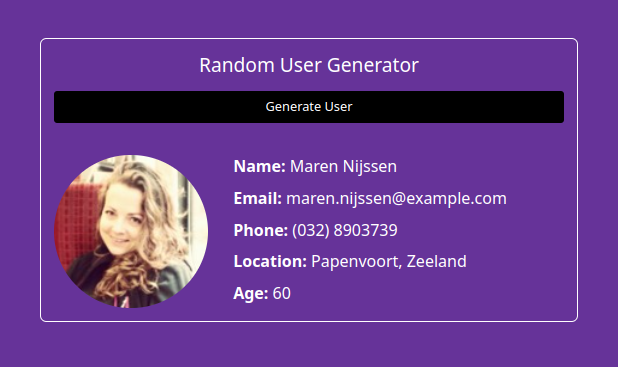 Random User Generator
Generate User
Name: Maren Nijssen
Email: maren.nijssen@example.com
Phone: (032) 8903739
Location: Papenvoort, Zeeland
Age: 60